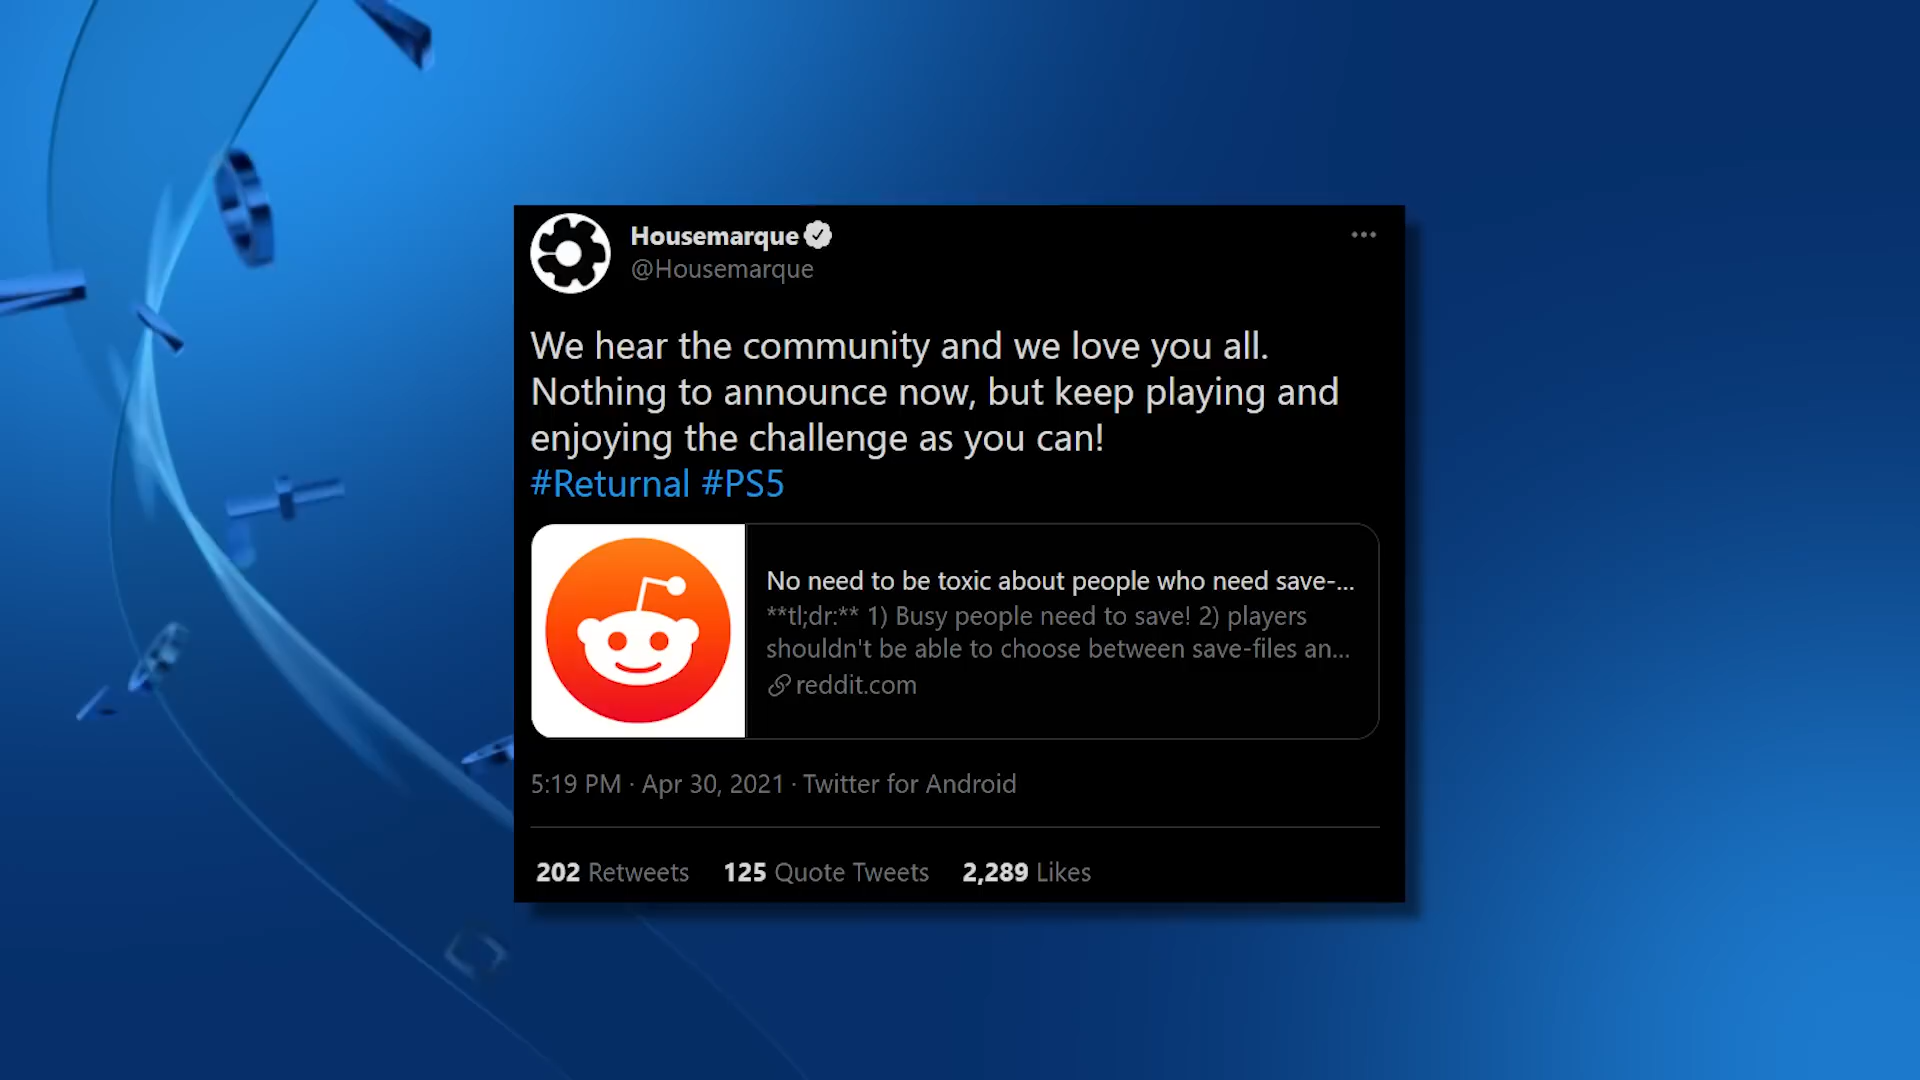 Housemarque
@Housemarque
We hear the community and we love you all.
Nothing to announce now, but keep playing and
enjoying the challenge as you can!
#Returnal #PS5
No need to be toxic about people who need save-...
**tl;dr:** 1) Busy people need to save! 2) players
shouldn't be able to choose between save-files an...
reddit.com
5:19 PM · Apr 30, 2021 · Twitter for Android
202 Retweets 125 Quote Tweets 2,289 Likes